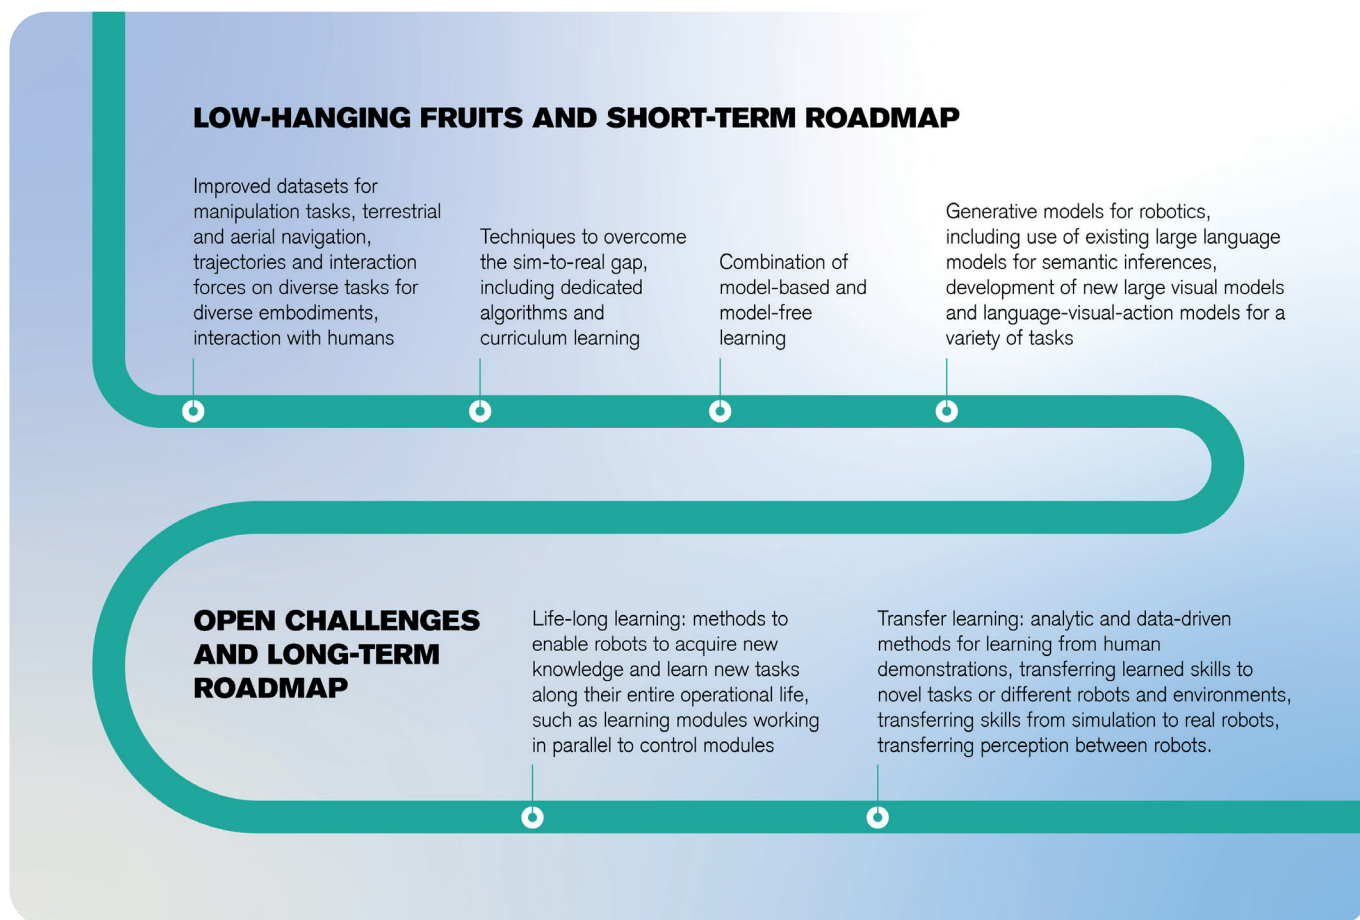 LOW-HANGING FRUITS AND SHORT-TERM ROADMAP
Improved datasets for
manipulation tasks, terrestrial
and aerial navigation,
trajectories and interaction
forces on diverse tasks for
diverse embodiments,
interaction with humans
Techniques to overcome
the sim-to-real gap,
including dedicated
algorithms and
curriculum learning
Combination of
model-based and
model-free
learning
Generative models for robotics,
including use of existing large language
models for semantic inferences,
development of new large visual models
and language-visual-action models for a
variety of tasks
OPEN CHALLENGES
AND LONG-TERM
ROADMAP
Life-long learning: methods to
enable robots to acquire new
knowledge and learn new tasks
along their entire operational life,
such as learning modules working
in parallel to control modules
Transfer learning: analytic and data-driven
methods for learning from human
demonstrations, transferring learned skills to
novel tasks or different robots and environments,
transferring skills from simulation to real robots,
transferring perception between robots.